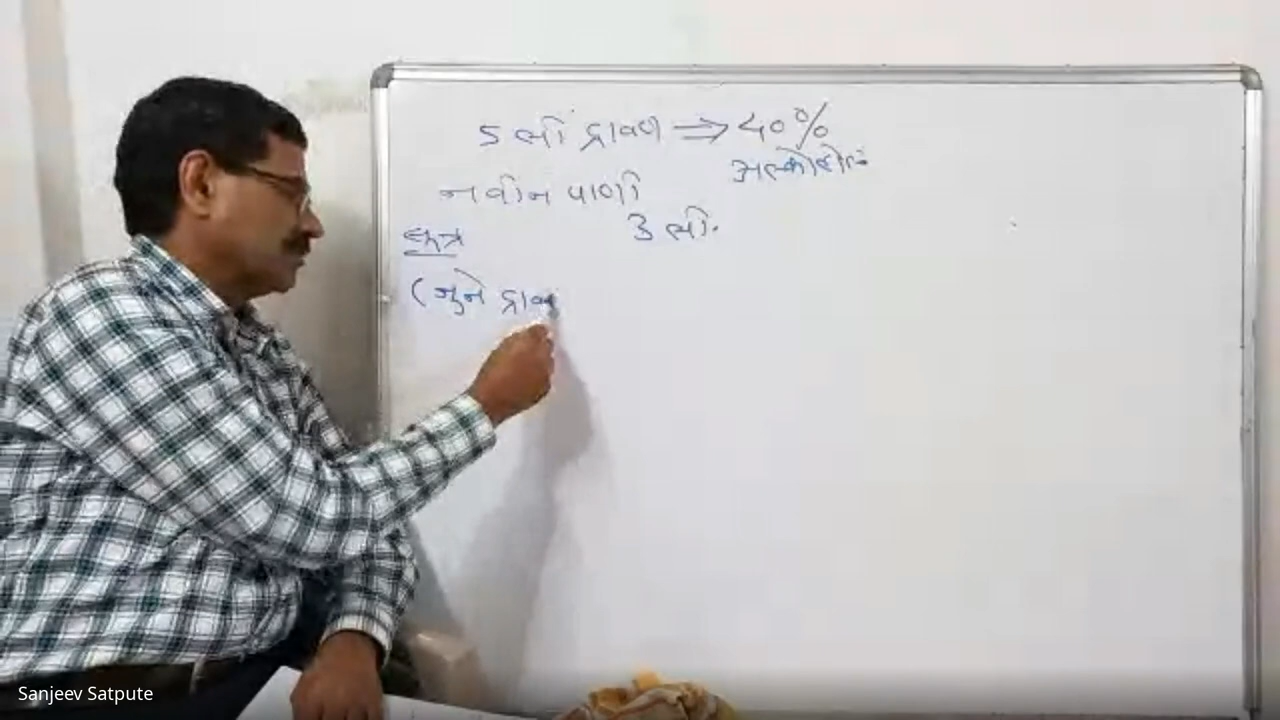 5 ली द्रावण ⇒ 40%
अल्कोहोल
नवीन पाणी
3 ली.
सूत्र
(जुने द्राव
Sanjeev Satpute